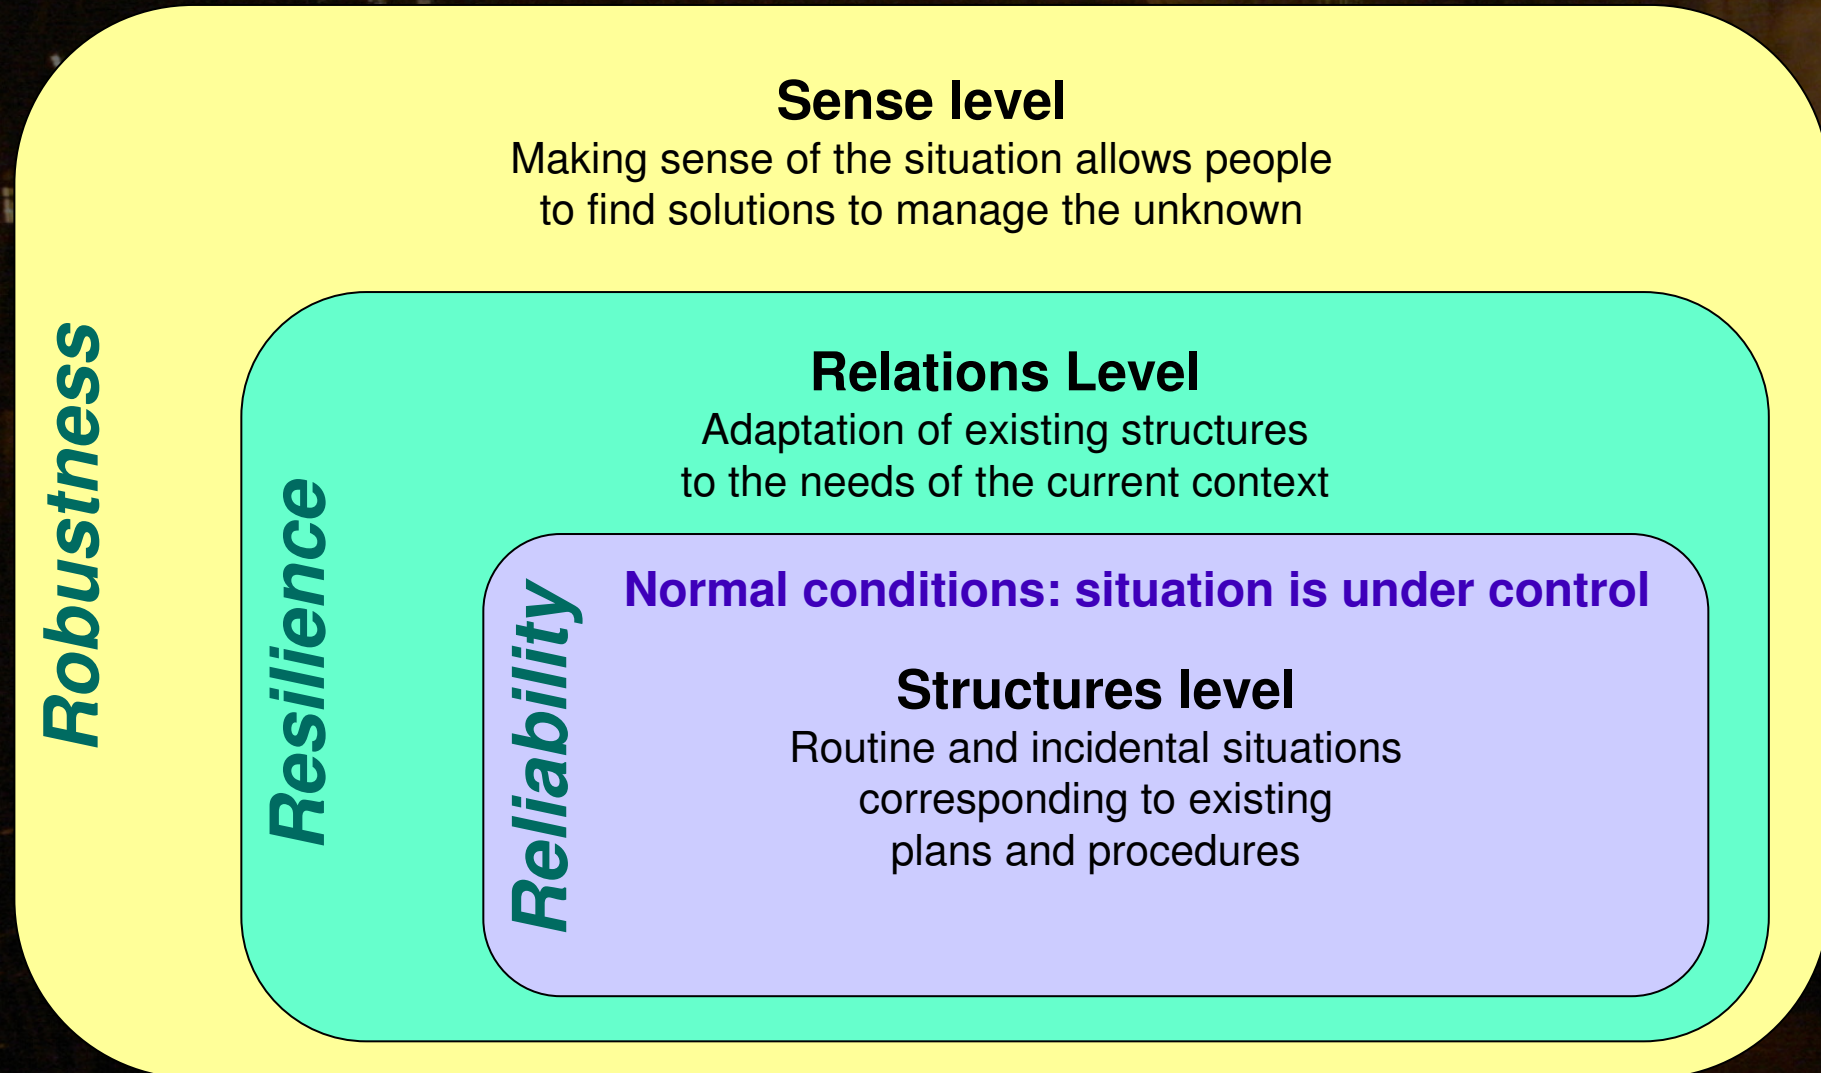 Sense level
Making sense of the situation allows people
to find solutions to manage the unknown
Robustness
Relations Level
Adaptation of existing structures
to the needs of the current context
Resilience
Normal conditions: situation is under control
Reliability
Structures level
Routine and incidental situations
corresponding to existing
plans and procedures